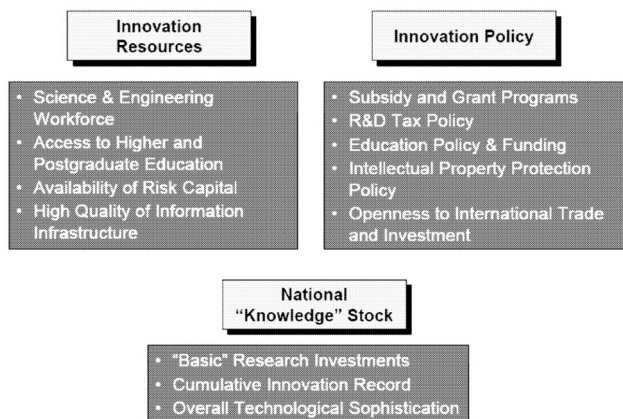 Innovation
Resources
• Science & Engineering
Workforce
• Access to Higher and
Postgraduate Education
• Availability of Risk Capital
• High Quality of Information
Infrastructure
Innovation Policy
• Subsidy and Grant Programs
• R&D Tax Policy
• Education Policy & Funding
• Intellectual Property Protection
Policy
• Openness to International Trade
and Investment
National
“Knowledge” Stock
• "Basic" Research Investments
• Cumulative Innovation Record
• Overall Technological Sophistication